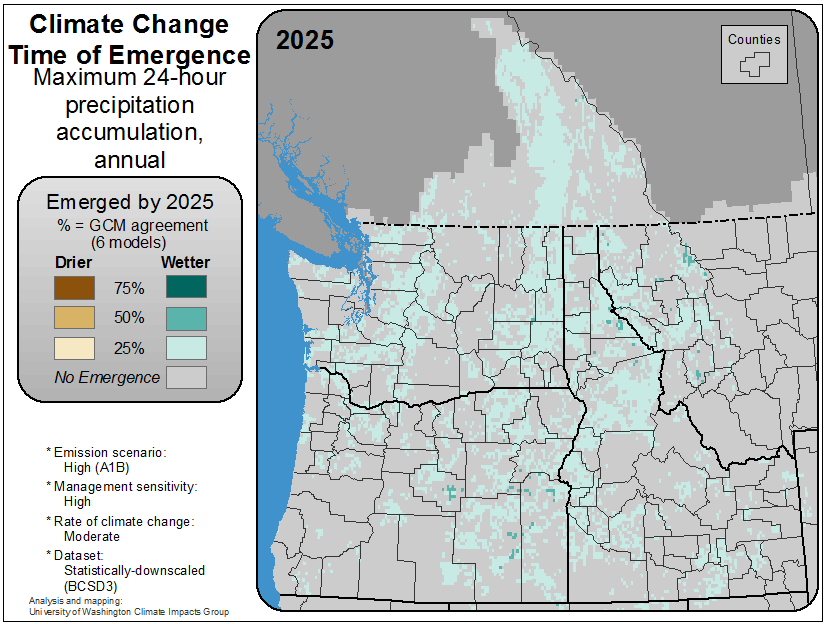 Climate Change
Time of Emergence
Maximum 24-hour
precipitation
accumulation,
annual
Emerged by 2025
% = GCM agreement
(6 models)
Drier Wetter
75%
50%
25%
No Emergence
* Emission scenario:
High (A1B)
* Management sensitivity:
High
* Rate of climate change:
Moderate
* Dataset:
Statistically-downscaled
(BCSD3)
Analysis and mapping:
University of Washington Climate Impacts Group
2025
Counties